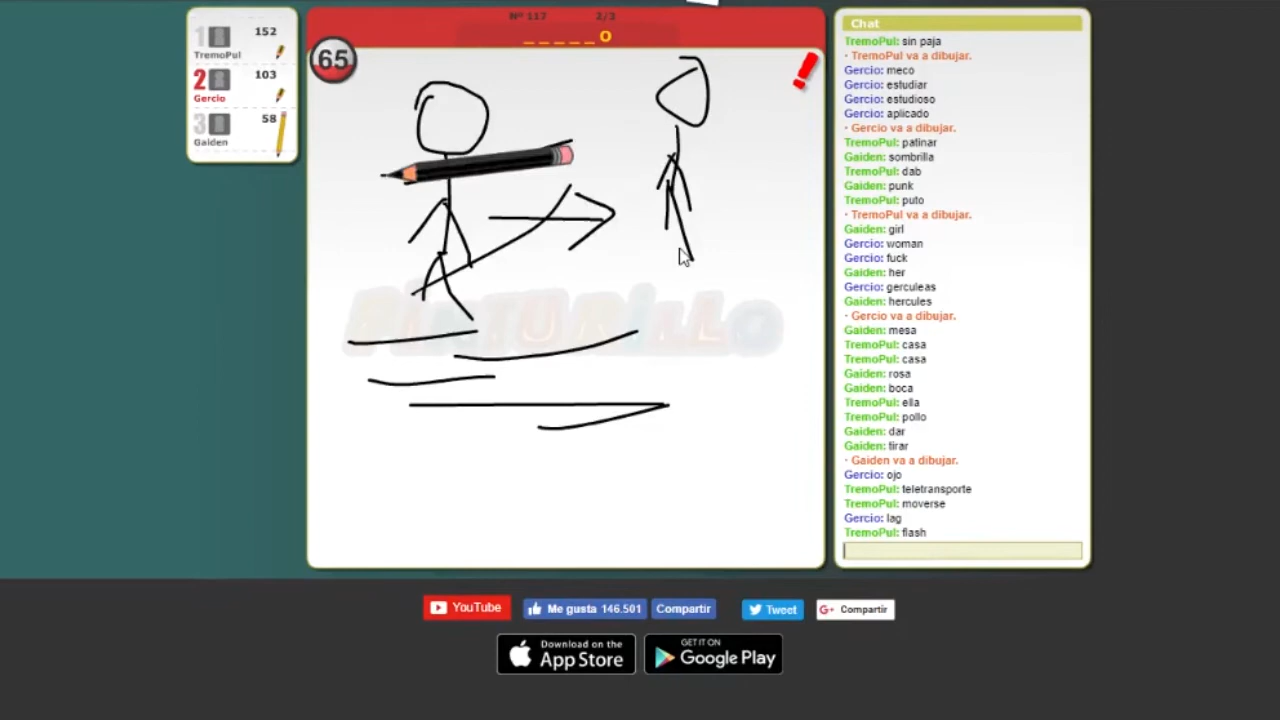 1
152
TremoPul
2
103
Gercio
3
58
Gaiden
Nº 117 2/3
_ _ _ _ _ o
65
PINTURILLO
Chat
TremoPul: sin paja
· TremoPul va a dibujar.
Gercio: meco
Gercio: estudiar
Gercio: estudioso
Gercio: aplicado
· Gercio va a dibujar.
TremoPul: patinar
Gaiden: sombrilla
TremoPul: dab
Gaiden: punk
TremoPul: puto
· TremoPul va a dibujar.
Gaiden: girl
Gercio: woman
Gercio: fuck
Gaiden: her
Gercio: gerculeas
Gaiden: hercules
· Gercio va a dibujar.
Gaiden: mesa
TremoPul: casa
TremoPul: casa
Gaiden: rosa
Gaiden: boca
TremoPul: ella
TremoPul: pollo
Gaiden: dar
Gaiden: tirar
· Gaiden va a dibujar.
Gercio: ojo
TremoPul: teletransporte
TremoPul: moverse
Gercio: lag
TremoPul: flash
YouTube
Me gusta 146.501
Compartir
Tweet
G+ Compartir
Download on the
App Store
GET IT ON
Google Play